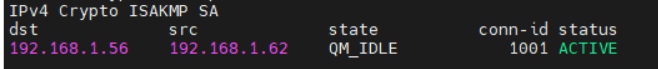 IPv4 Crypto ISAKMP SA
dst             src             state          conn-id status
192.168.1.56    192.168.1.62    QM_IDLE           1001 ACTIVE